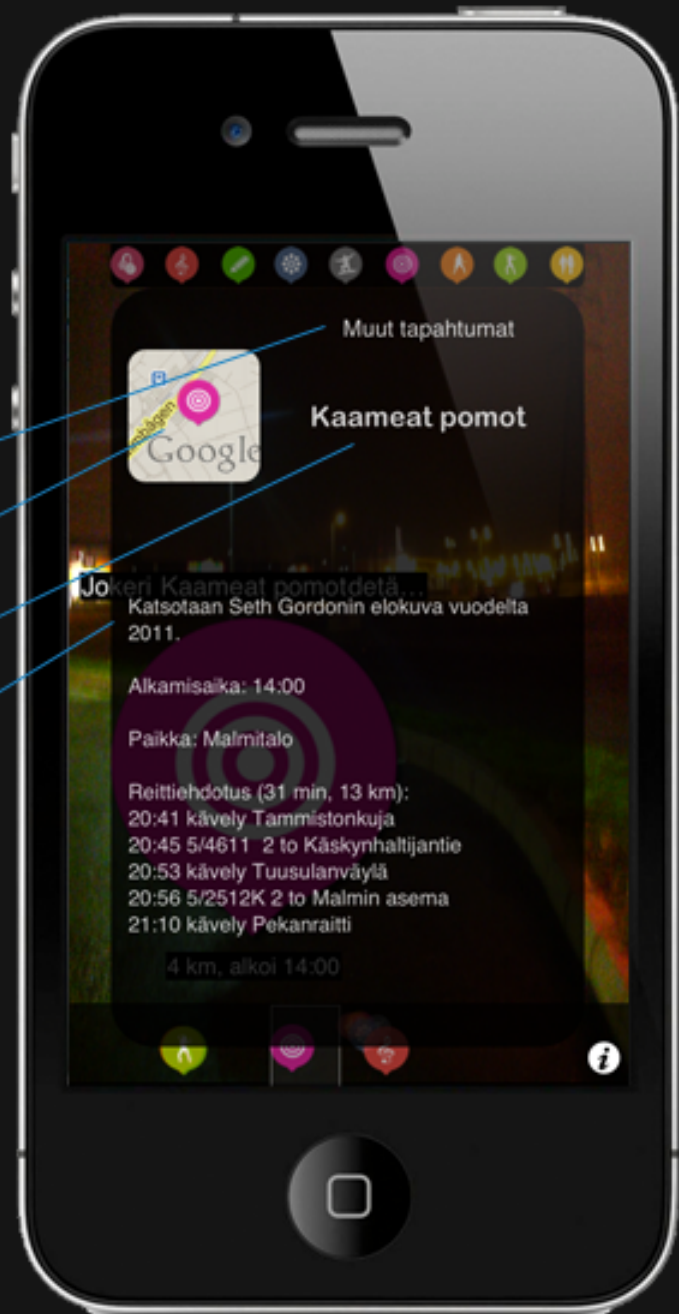 Muut tapahtumat
Kaameat pomot
Google
Jokeri Kaameat pomotdetä...
Katsotaan Seth Gordonin elokuva vuodelta
2011.
Alkamisaika: 14:00
Paikka: Malmitalo
Reittiehdotus (31 min, 13 km):
20:41 kävely Tammistonkuja
20:45 5/4611 2 to Käskynhaltijantie
20:53 kävely Tuusulanväylä
20:56 5/2512K 2 to Malmin asema
21:10 kävely Pekanraitti
4 km, alkoi 14:00
i